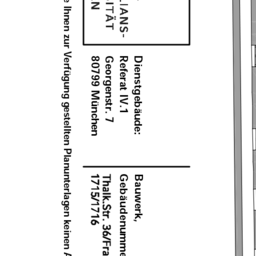 IANS-
ITÄT
N
Dienstgebäude:
Referat IV.1
Georgenstr. 7
80799 München
Bauwerk,
Gebäudenumme
Thalk.Str. 36/Fra
1715/1716
e Ihnen zur Verfügung gestellten Planunterlagen keinen A